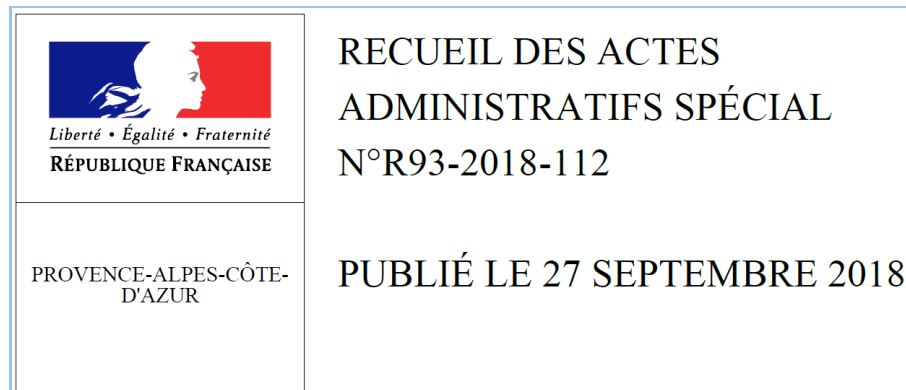 Liberté • Égalité • Fraternité
RÉPUBLIQUE FRANÇAISE
PROVENCE-ALPES-CÔTE-
D'AZUR
RECUEIL DES ACTES
ADMINISTRATIFS SPÉCIAL
N°R93-2018-112
PUBLIÉ LE 27 SEPTEMBRE 2018